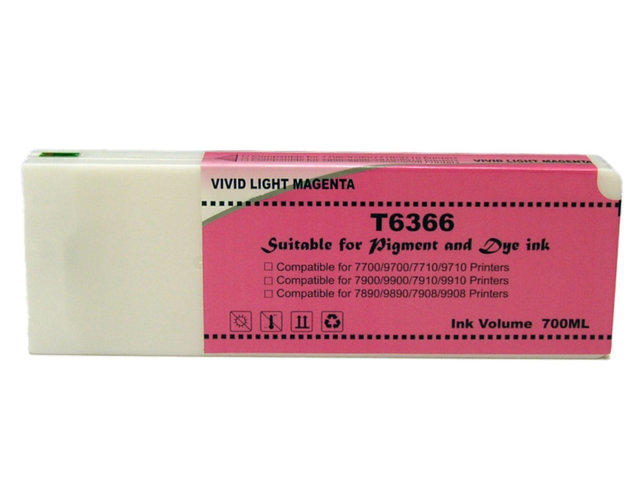 VIVID LIGHT MAGENTA
T6366
Suitable for Pigment and Dye ink
Compatible for 7700/9700/7710/9710 Printers
Compatible for 7900/9900/7910/9910 Printers
Compatible for 7890/9890/7908/9908 Printers
Ink Volume 700ML